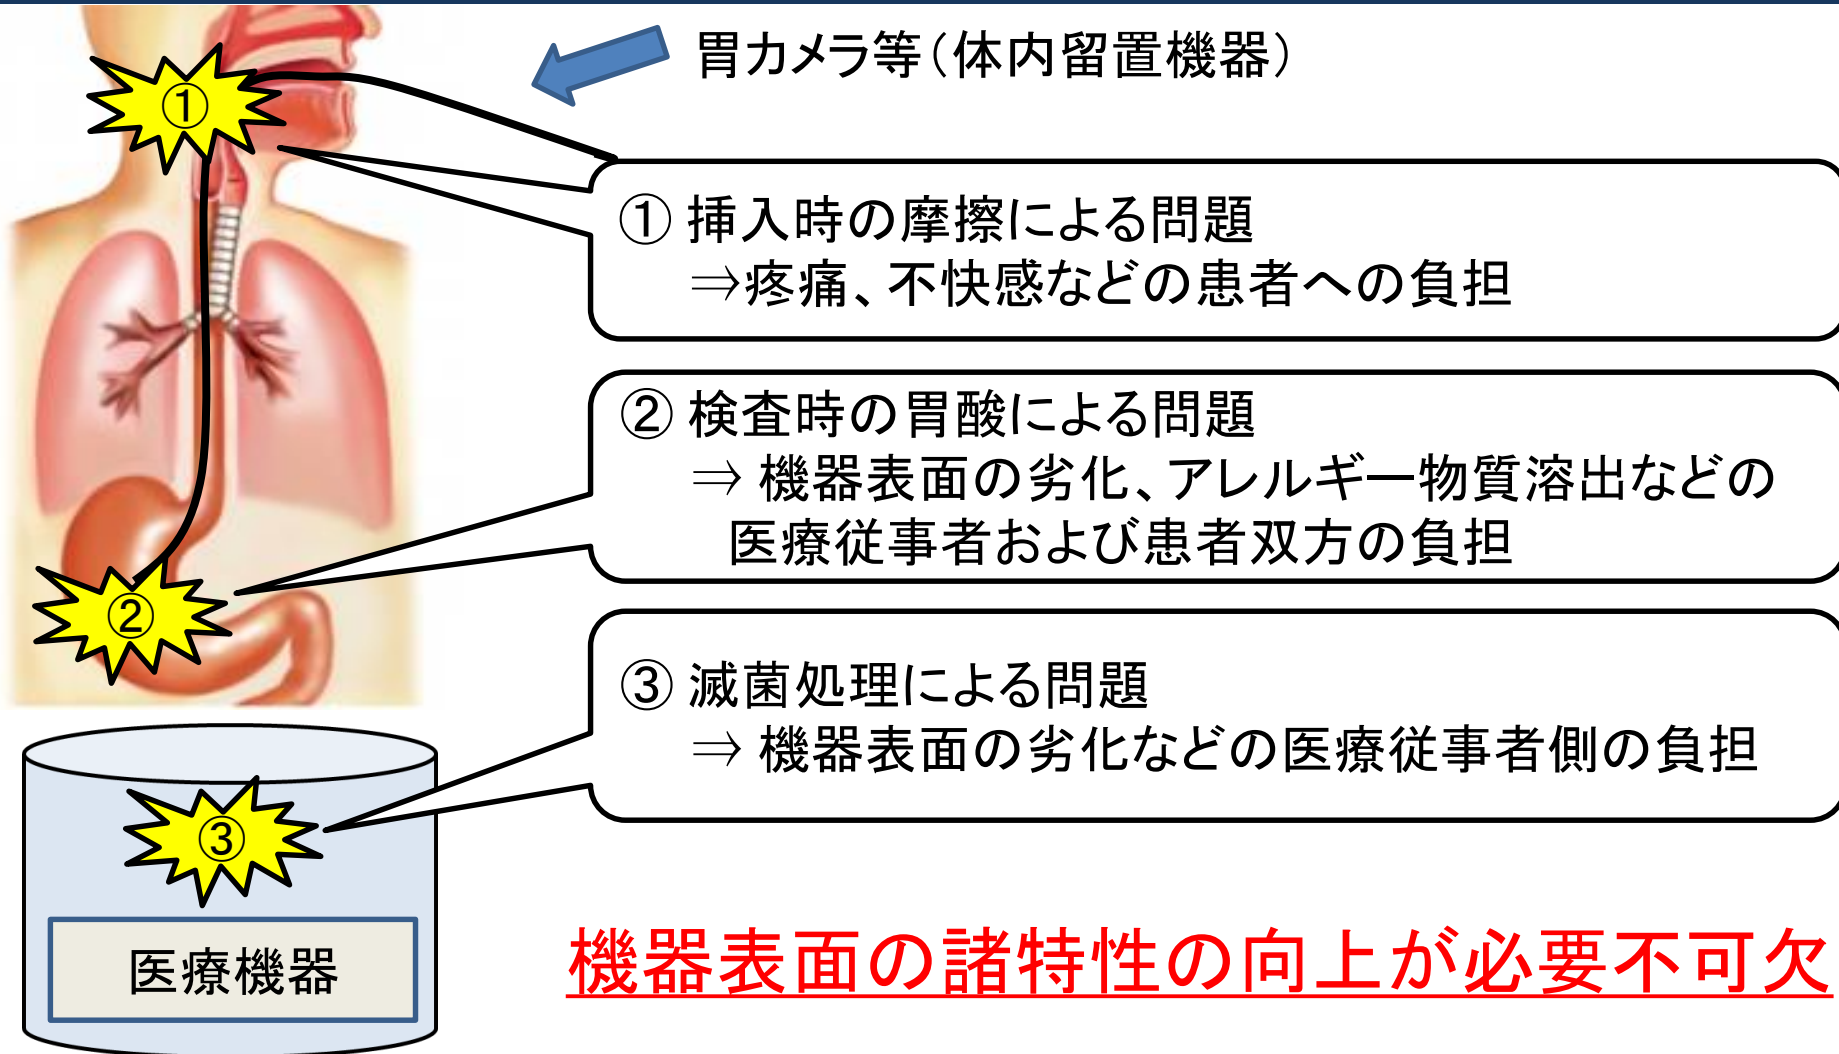 胃カメラ等（体内留置機器）
①
① 挿入時の摩擦による問題
⇒疼痛、不快感などの患者への負担
② 検査時の胃酸による問題
⇒ 機器表面の劣化、アレルギー物質溶出などの
医療従事者および患者双方の負担
②
③ 滅菌処理による問題
⇒ 機器表面の劣化などの医療従事者側の負担
③
医療機器
機器表面の諸特性の向上が必要不可欠